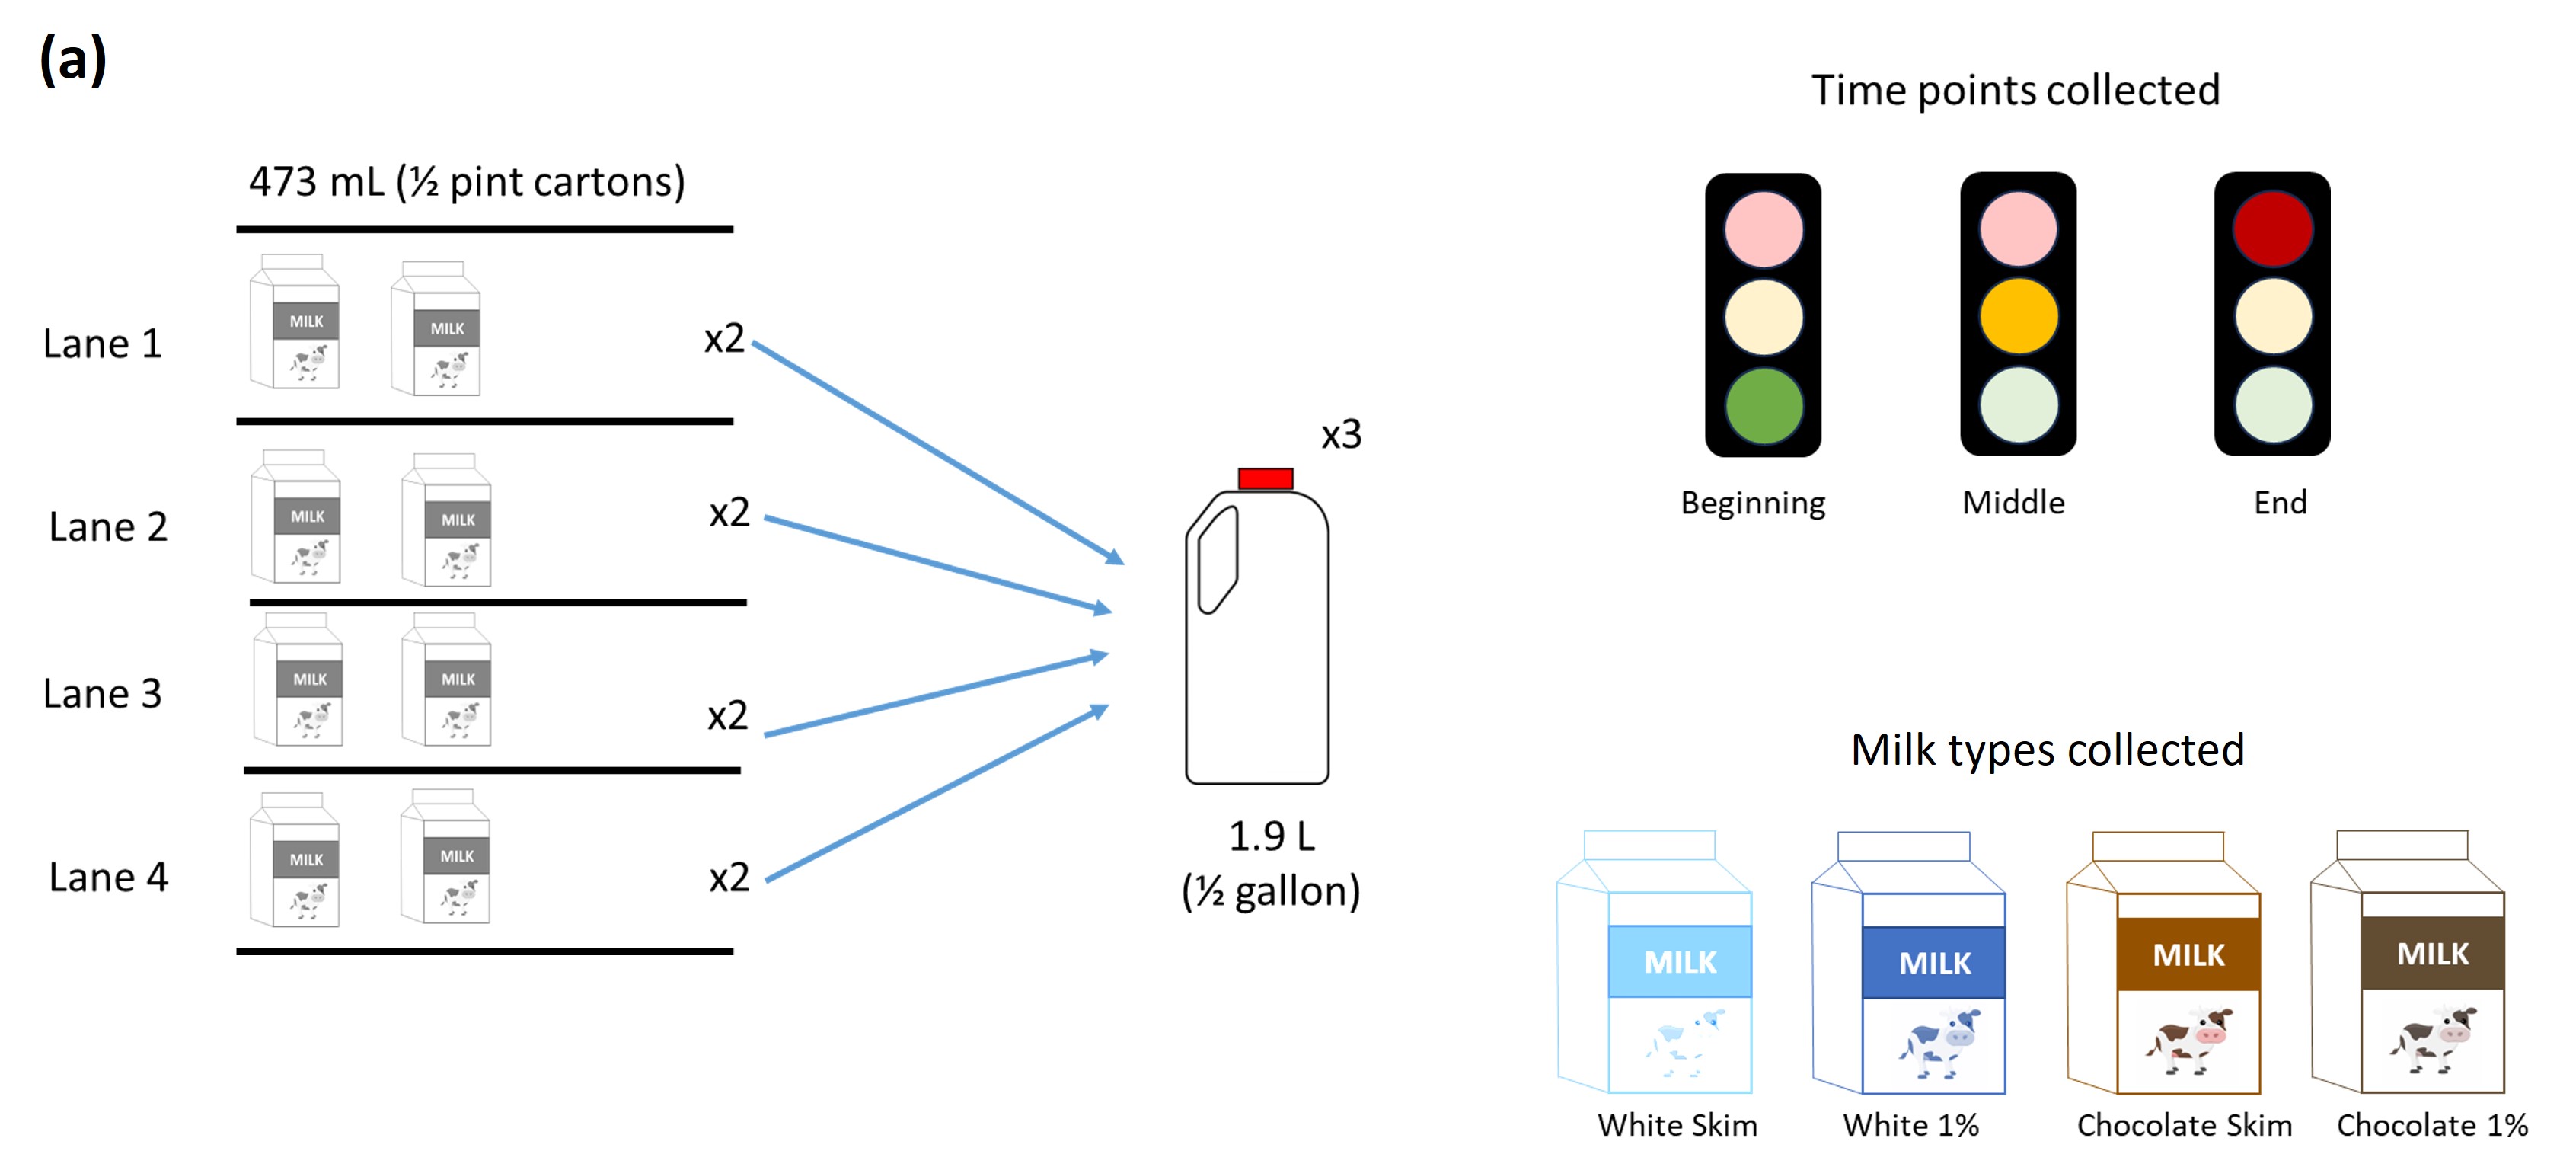 (a)
473 mL (½ pint cartons)
Lane 1
MILK
MILK
x2
Lane 2
MILK
MILK
x2
Lane 3
MILK
MILK
x2
Lane 4
MILK
MILK
x2
x3
1.9 L
(½ gallon)
Time points collected
Beginning
Middle
End
Milk types collected
MILK
MILK
MILK
MILK
White Skim
White 1%
Chocolate Skim
Chocolate 1%